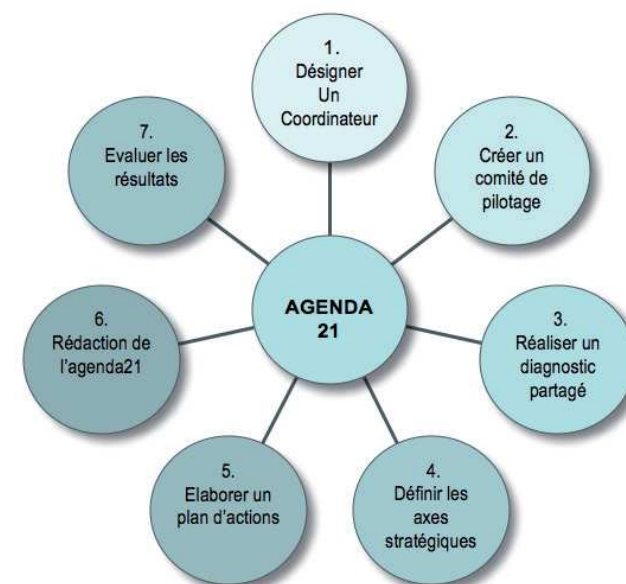 1.
Désigner
Un
Coordinateur
2.
Créer un
comité de
pilotage
3.
Réaliser un
diagnostic
partagé
4.
Définir les
axes
stratégiques
5.
Elaborer un
plan d'actions
6.
Rédaction de
l'agenda21
7.
Evaluer les
résultats
AGENDA
21